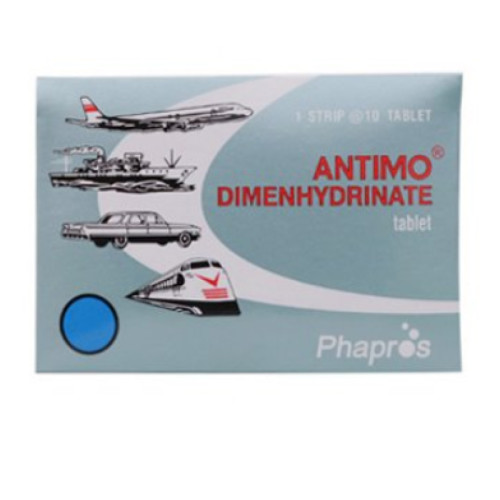 1 STRIP @10 TABLET
ANTIMO®
DIMENHYDRINATE
tablet
Phapros